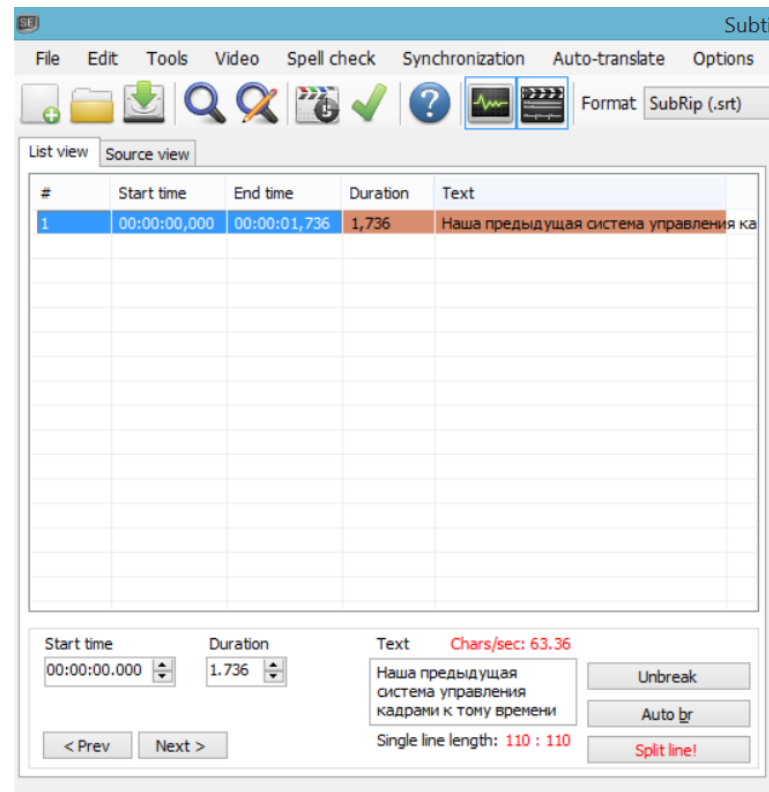 SE
Subti
File Edit Tools Video Spell check Synchronization Auto-translate Options
? Format SubRip (.srt)
List view Source view
# Start time End time Duration Text
1 00:00:00,000 00:00:01,736 1,736 Наша предыдущая система управления ка
Start time Duration Text Chars/sec: 63.36
00:00:00.000 1.736 Наша предыдущая
система управления
кадрами к тому времени
Unbreak
Auto br
Split line!
< Prev Next > Single line length: 110 : 110